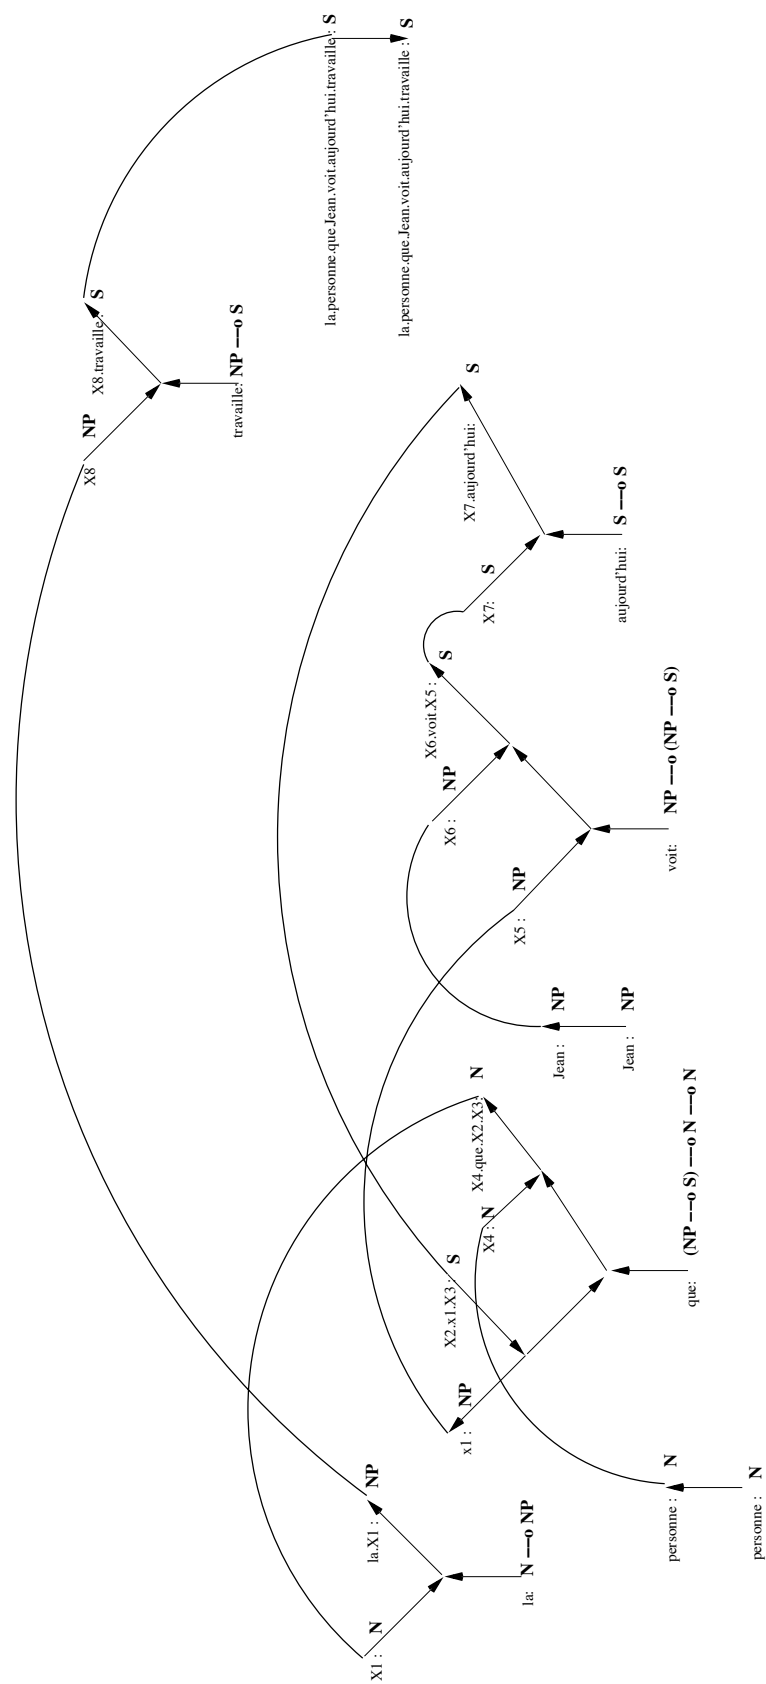 X1 : N
la.X1 : NP
la: N −−o NP
personne : N
personne : N
x1 : NP
X2.x1.X3 : S
X4 : N
X4.que.X2.X3: N
que: (NP −−o S) −−o N −−o N
Jean : NP
Jean : NP
X5 : NP
X6 : NP
X6.voit.X5 : S
voit: NP −−o (NP −−o S)
X7: S
X7.aujourd'hui: S
aujourd'hui: S −−o S
X8 NP
X8.travaille: S
travaille: NP −−o S
la.personne.que.Jean.voit.aujourd'hui.travaille : S
la.personne.que.Jean.voit.aujourd'hui.travaille : S